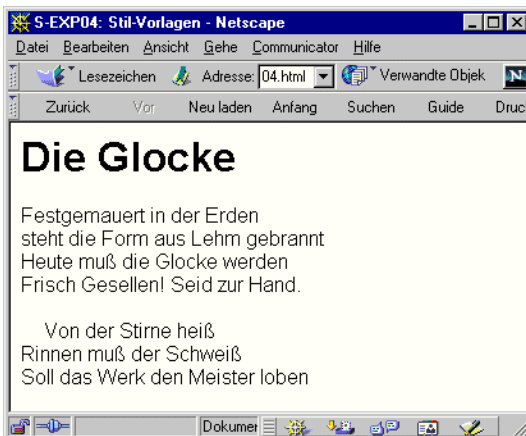 S-EXP04: Stil-Vorlagen - Netscape
Datei Bearbeiten Ansicht Gehe Communicator Hilfe
Lesezeichen Adresse: 04.html Verwandte Objek N
Zurück Vor Neu laden Anfang Suchen Guide Druc
Die Glocke
Festgemauert in der Erden
steht die Form aus Lehm gebrannt
Heute muß die Glocke werden
Frisch Gesellen! Seid zur Hand.
Von der Stirne heiß
Rinnen muß der Schweiß
Soll das Werk den Meister loben
Dokumer